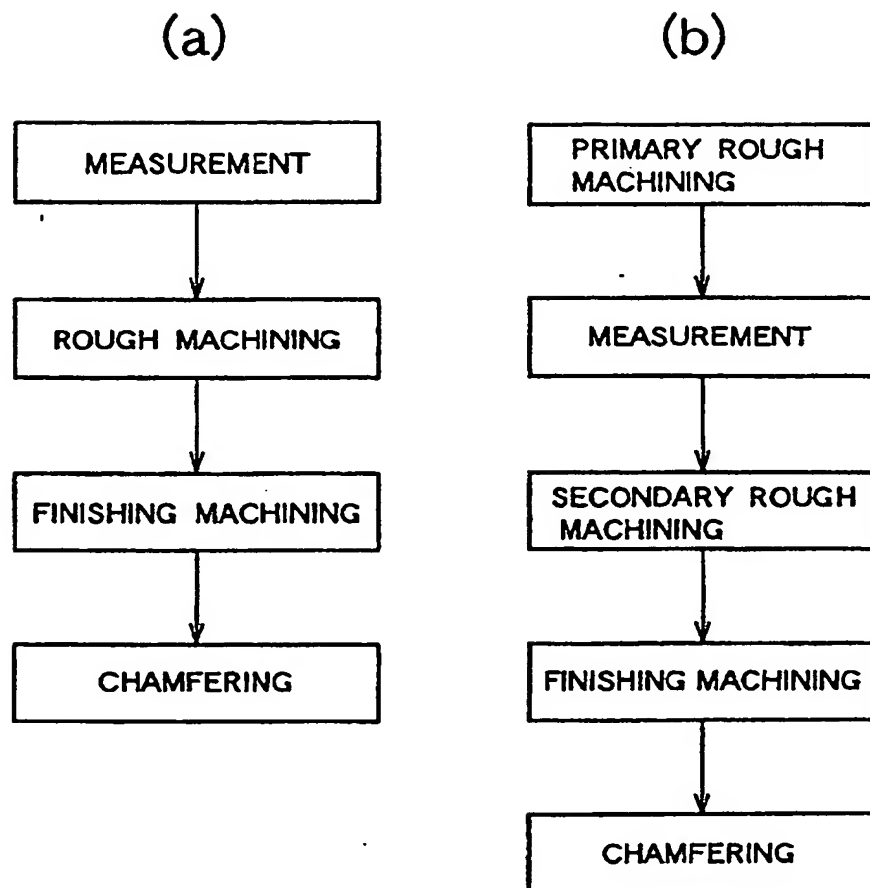 (a)
MEASUREMENT
ROUGH MACHINING
FINISHING MACHINING
CHAMFERING
(b)
PRIMARY ROUGH
MACHINING
MEASUREMENT
SECONDARY ROUGH
MACHINING
FINISHING MACHINING
CHAMFERING